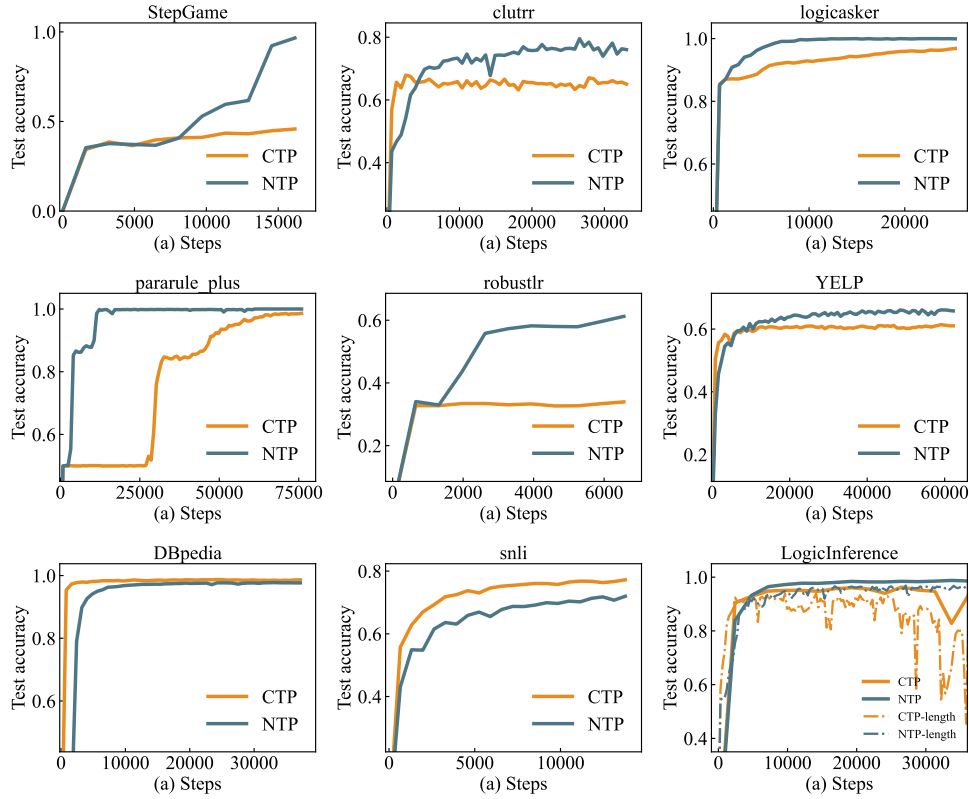 StepGame
Test accuracy
1.0
0.5
0.0
0 5000 10000 15000
(a) Steps
CTP
NTP
clutrr
Test accuracy
0.8
0.6
0.4
0 10000 20000 30000
(a) Steps
CTP
NTP
logicasker
Test accuracy
1.0
0.8
0.6
0 10000 20000
(a) Steps
CTP
NTP
pararule_plus
Test accuracy
1.0
0.8
0.6
0 25000 50000 75000
(a) Steps
CTP
NTP
robustlr
Test accuracy
0.6
0.4
0.2
0 2000 4000 6000
(a) Steps
CTP
NTP
YELP
Test accuracy
0.6
0.4
0.2
0 20000 40000 60000
(a) Steps
CTP
NTP
DBpedia
Test accuracy
1.0
0.8
0.6
0 10000 20000 30000
(a) Steps
CTP
NTP
snli
Test accuracy
0.8
0.6
0.4
0 5000 10000
(a) Steps
CTP
NTP
LogicInference
Test accuracy
1.0
0.8
0.6
0.4
0 10000 20000 30000
(a) Steps
CTP
NTP
CTP-length
NTP-length